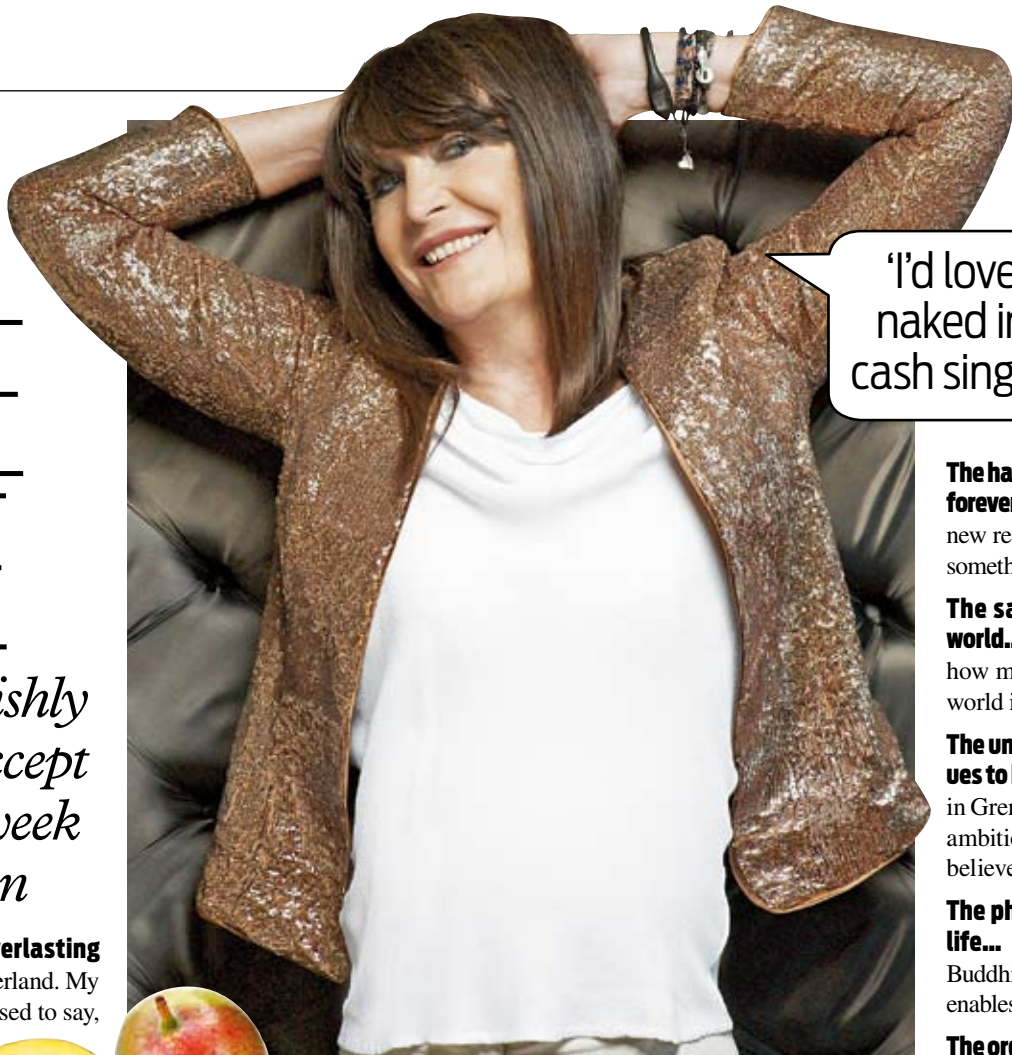 ishly
cept
week
n
erlasting
erland. My
sed to say,
‘I’d love
naked in
cash sing
The ha
forever
new re
someth
The sa
world..
how m
world i
The un
ues to
in Gre
ambitio
believe
The ph
life...
Buddhi
enables
The ord